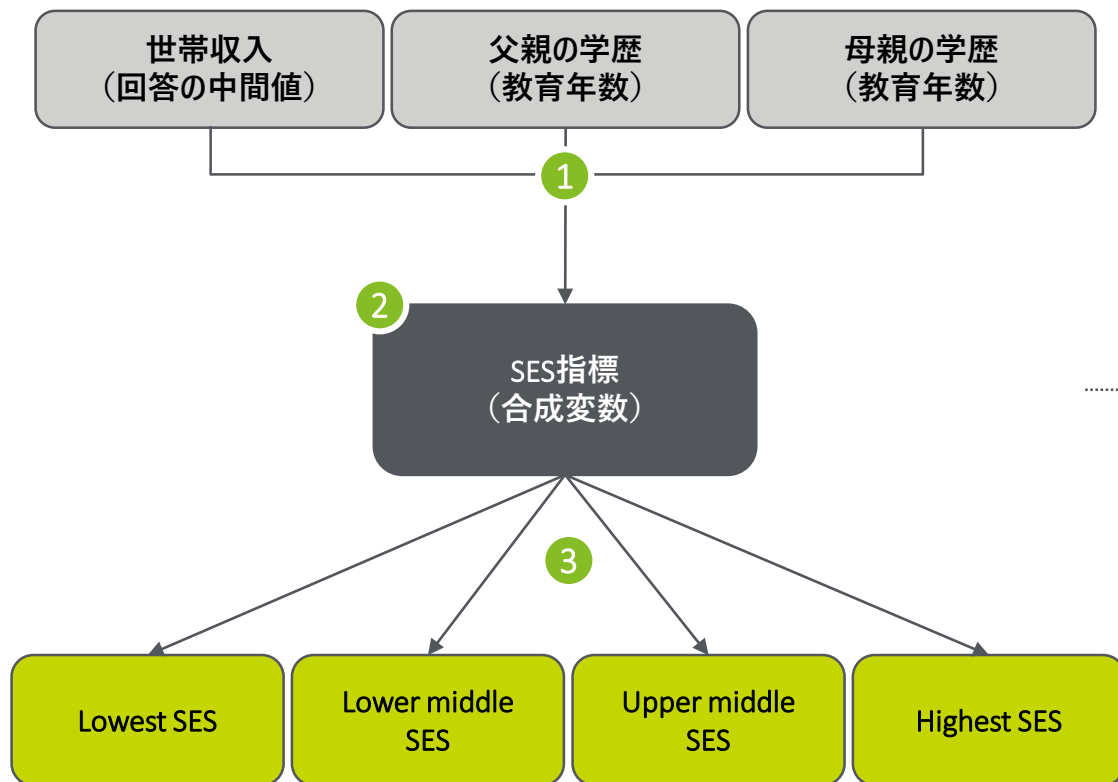 世帯収入
（回答の中間値）
父親の学歴
（教育年数）
母親の学歴
（教育年数）
1
2
SES指標
（合成変数）
3
Lowest SES
Lower middle
SES
Upper middle
SES
Highest SES